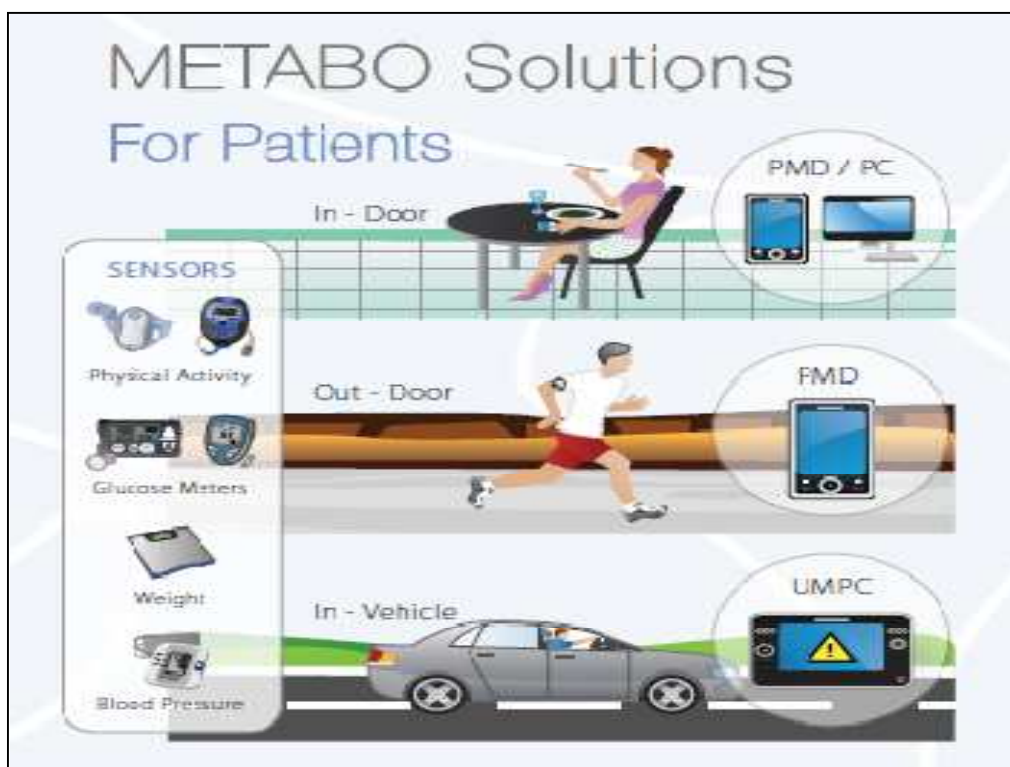 METABO Solutions
For Patients
In - Door
PMD / PC
SENSORS
Physical Activity
Out - Door
PMD
Glucose Meters
Weight
In - Vehicle
UMPC
Blood Pressure